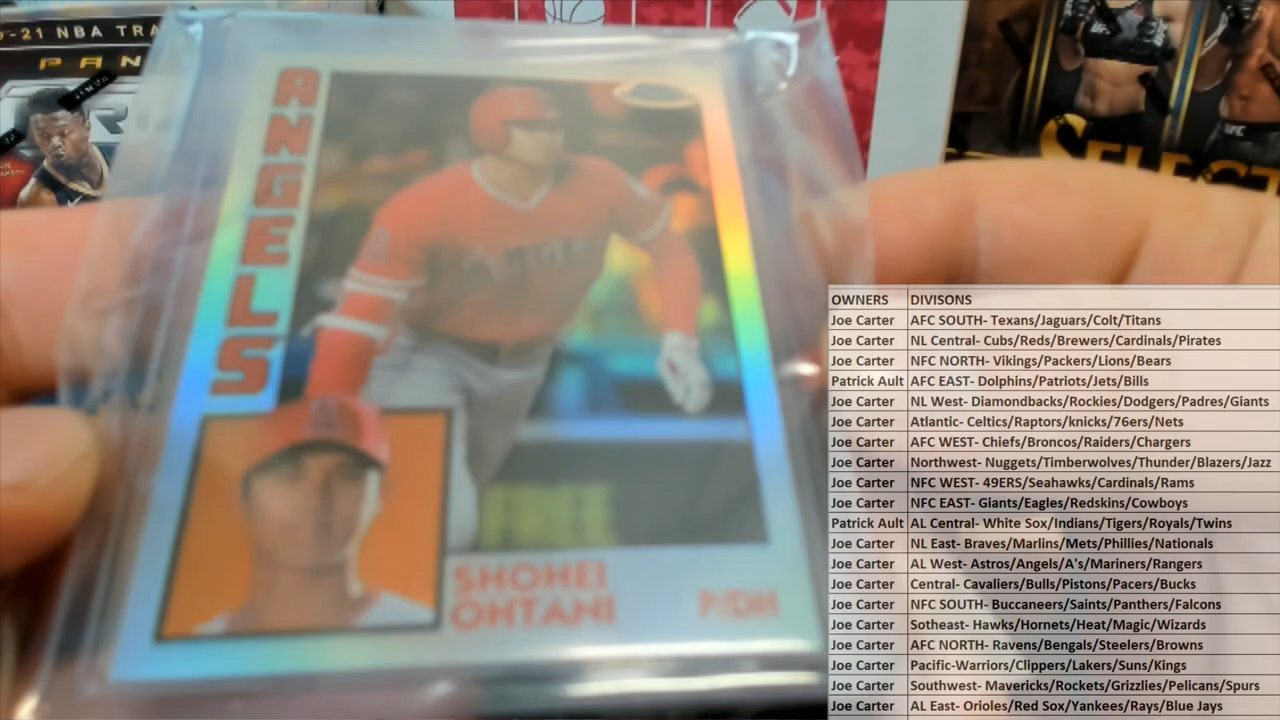 -21 NBA TRA
PAN
ANGELS
SHOHEI
OHTANI
P/DH
UFC
SELECT
OWNERS DIVISONS
Joe Carter AFC SOUTH- Texans/Jaguars/Colt/Titans
Joe Carter NL Central- Cubs/Reds/Brewers/Cardinals/Pirates
Joe Carter NFC NORTH- Vikings/Packers/Lions/Bears
Patrick Ault AFC EAST- Dolphins/Patriots/Jets/Bills
Joe Carter NL West- Diamondbacks/Rockies/Dodgers/Padres/Giants
Joe Carter Atlantic- Celtics/Raptors/knicks/76ers/Nets
Joe Carter AFC WEST- Chiefs/Broncos/Raiders/Chargers
Joe Carter Northwest- Nuggets/Timberwolves/Thunder/Blazers/Jazz
Joe Carter NFC WEST- 49ERS/Seahawks/Cardinals/Rams
Joe Carter NFC EAST- Giants/Eagles/Redskins/Cowboys
Patrick Ault AL Central- White Sox/Indians/Tigers/Royals/Twins
Joe Carter NL East- Braves/Marlins/Mets/Phillies/Nationals
Joe Carter AL West- Astros/Angels/A's/Mariners/Rangers
Joe Carter Central- Cavaliers/Bulls/Pistons/Pacers/Bucks
Joe Carter NFC SOUTH- Buccaneers/Saints/Panthers/Falcons
Joe Carter Sotheast- Hawks/Hornets/Heat/Magic/Wizards
Joe Carter AFC NORTH- Ravens/Bengals/Steelers/Browns
Joe Carter Pacific-Warriors/Clippers/Lakers/Suns/Kings
Joe Carter Southwest- Mavericks/Rockets/Grizzlies/Pelicans/Spurs
Joe Carter AL East- Orioles/Red Sox/Yankees/Rays/Blue Jays